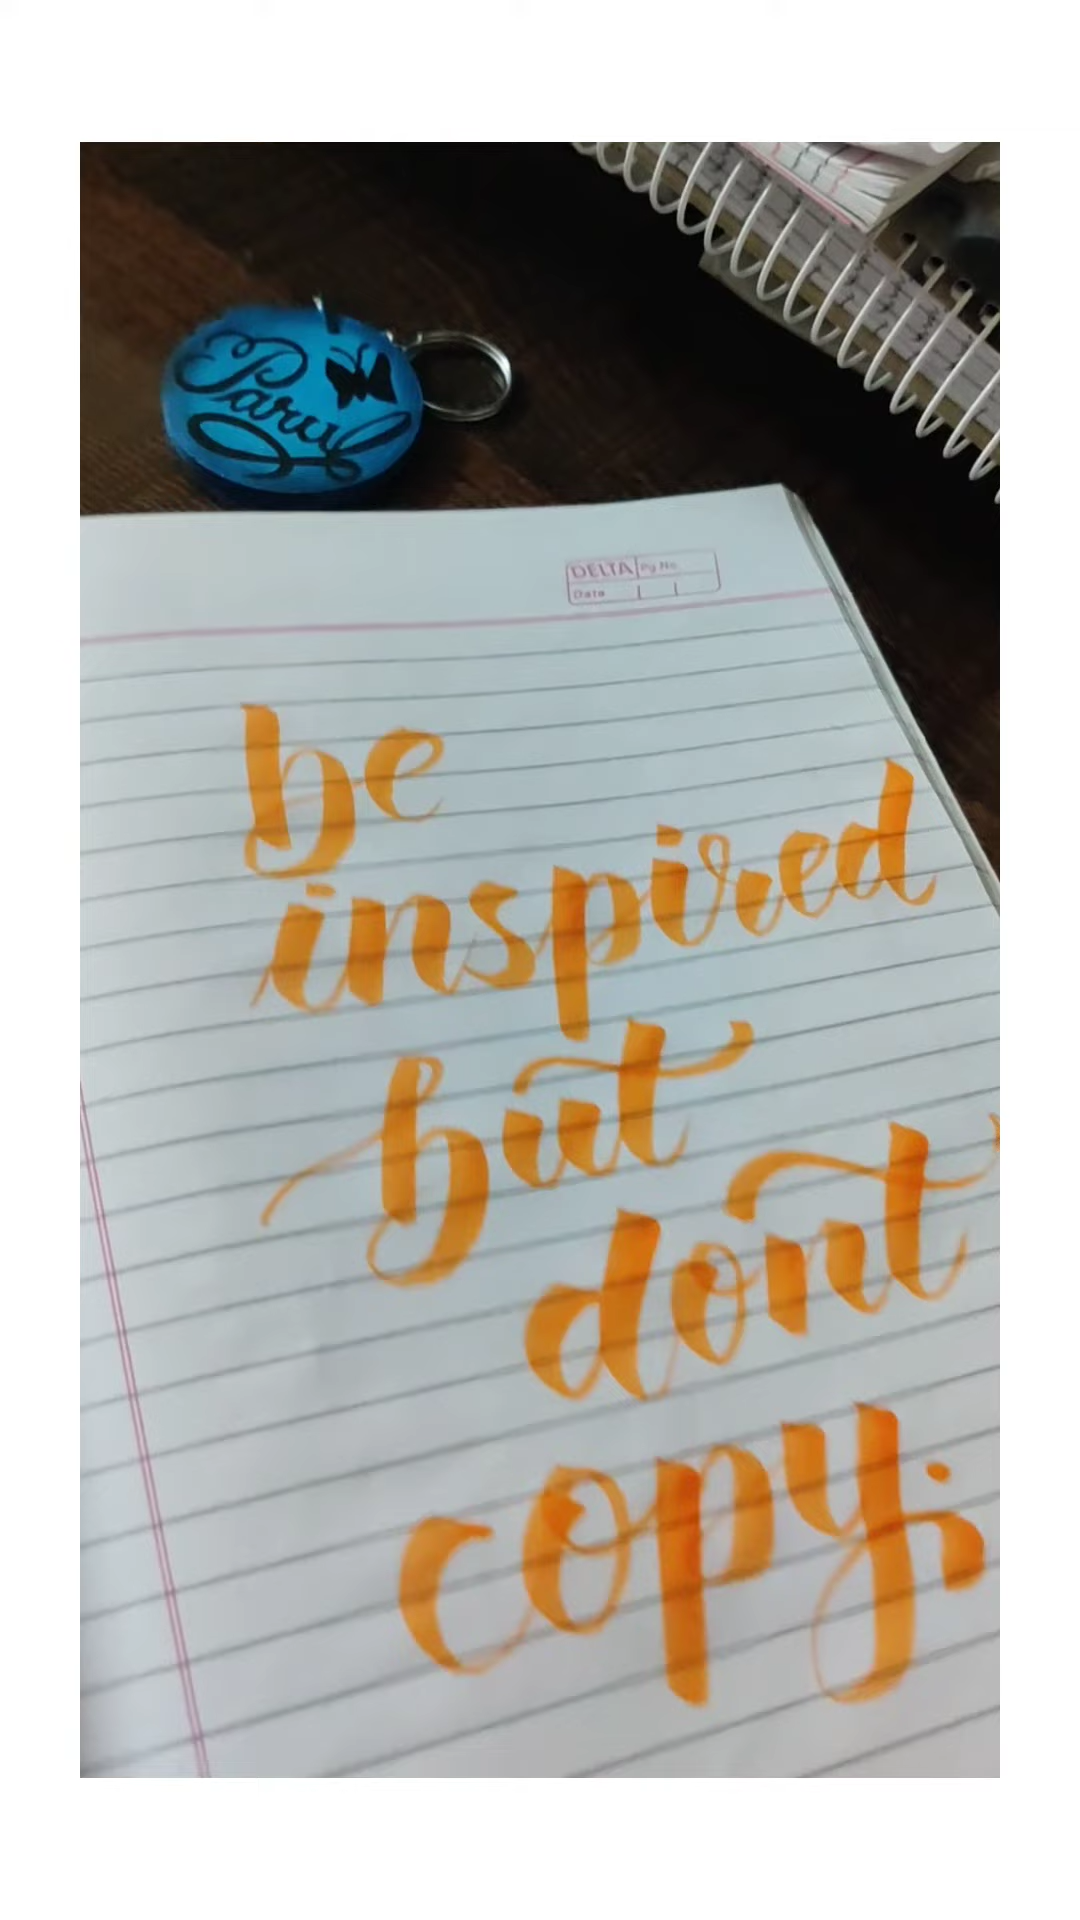 Parul
DELTA Pg No.
Date
be
inspired
but
dont
copy.